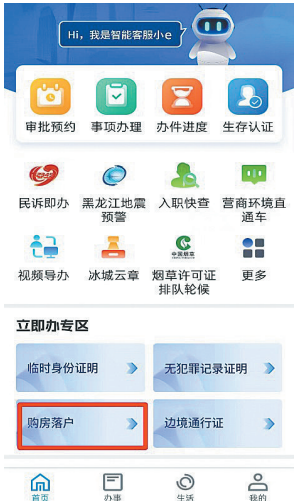 Hi，我是智能客服小e
审批预约 事项办理 办件进度 生存认证
民诉即办 黑龙江地震预警 入职快查 营商环境直通车
中国烟草
视频导办 冰城云章 烟草许可证排队轮候 更多
立即办专区
临时身份证明 无犯罪记录证明
购房落户 边境通行证
首页 办事 生活 我的